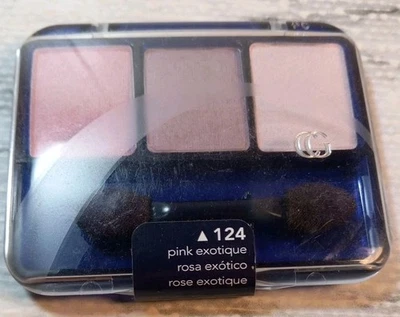 CG
▲ 124
pink exotique
rosa exótico
rose exotique